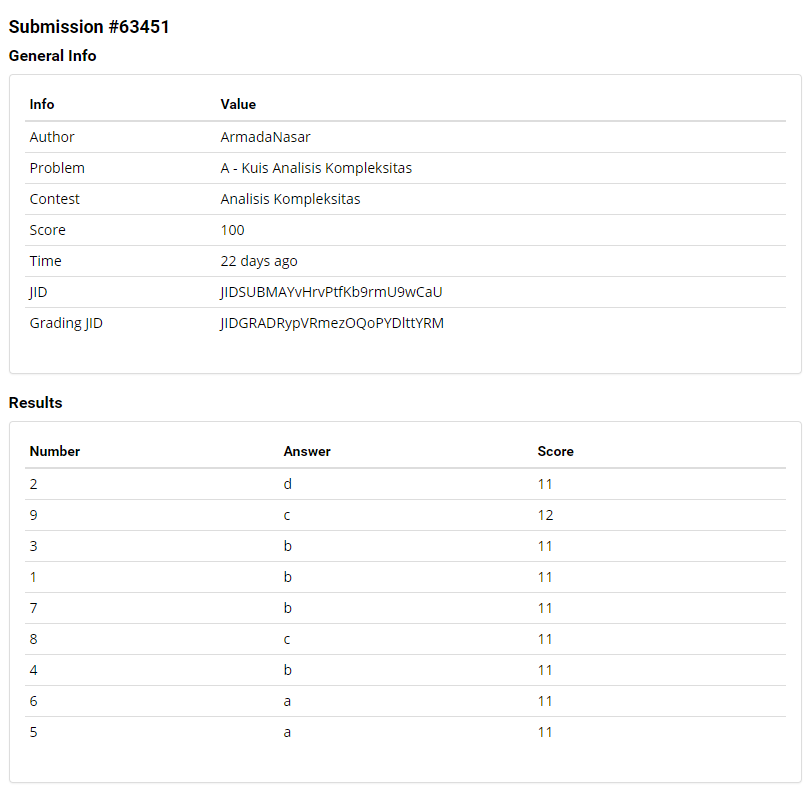 Submission #63451
General Info
Info Value
Author ArmadaNasar
Problem A - Kuis Analisis Kompleksitas
Contest Analisis Kompleksitas
Score 100
Time 22 days ago
JID JIDSUBMAYvHrvPtfKb9rmU9wCaU
Grading JID JIDGRADRypVRmezOQoPYDlttYRM
Results
Number Answer Score
2 d 11
9 c 12
3 b 11
1 b 11
7 b 11
8 c 11
4 b 11
6 a 11
5 a 11